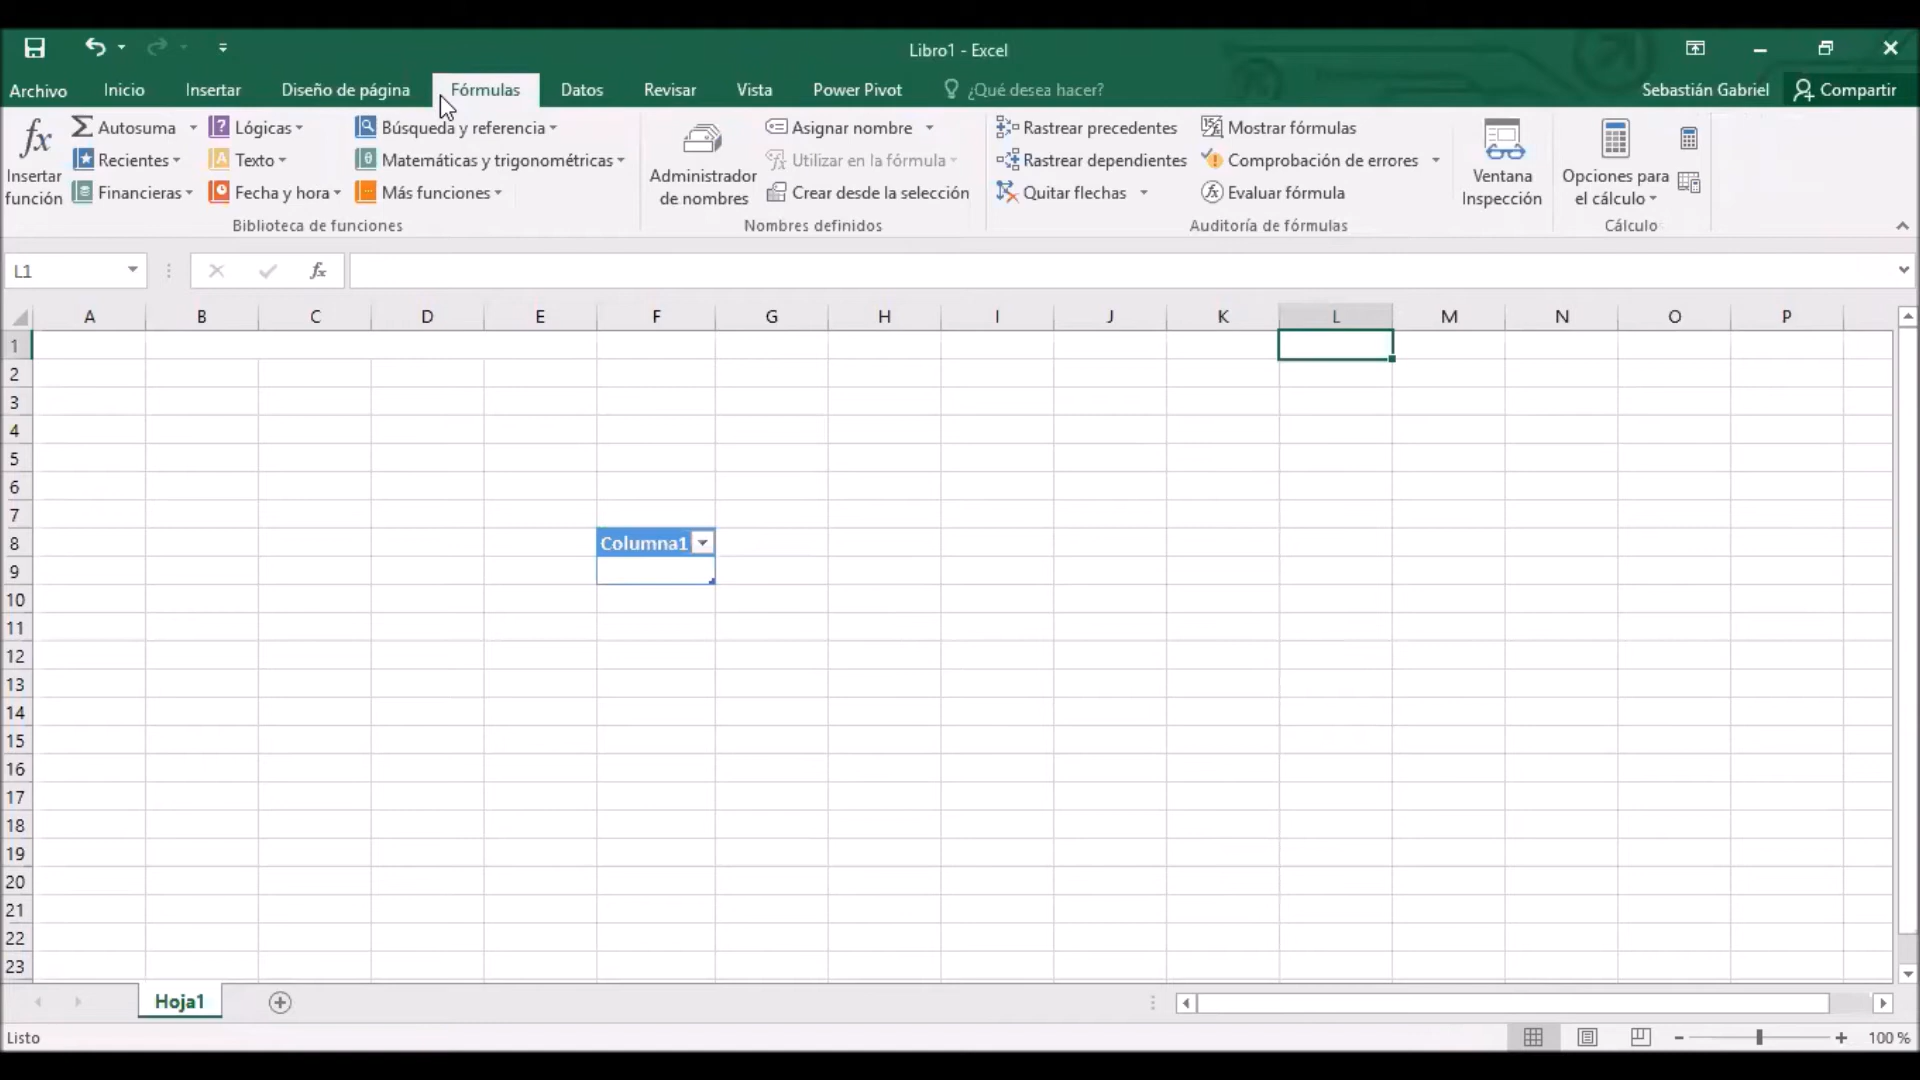 Libro1 - Excel
Archivo Inicio Insertar Diseño de página Fórmulas Datos Revisar Vista Power Pivot ¿Qué desea hacer? Sebastián Gabriel Compartir
fx Insertar función
Autosuma
Recientes
Financieras
Lógicas
Texto
Fecha y hora
Búsqueda y referencia
Matemáticas y trigonométricas
Más funciones
Biblioteca de funciones
Administrador de nombres
Asignar nombre
Utilizar en la fórmula
Crear desde la selección
Nombres definidos
Rastrear precedentes
Rastrear dependientes
Quitar flechas
Mostrar fórmulas
Comprobación de errores
Evaluar fórmula
Auditoría de fórmulas
Ventana Inspección
Opciones para el cálculo
Cálculo
L1 fx
A B C D E F G H I J K L M N O P
1
2
3
4
5
6
7
8 Columna1
9
10
11
12
13
14
15
16
17
18
19
20
21
22
23
Hoja1
Listo 100 %